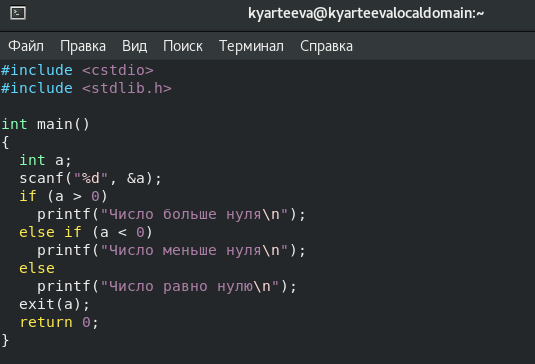 kyarteeva@kyarteevalocaldomain:~
Файл Правка Вид Поиск Терминал Справка
#include <cstdio>
#include <stdlib.h>

int main()
{
  int a;
  scanf("%d", &a);
  if (a > 0)
    printf("Число больше нуля\n");
  else if (a < 0)
    printf("Число меньше нуля\n");
  else
    printf("Число равно нулю\n");
  exit(a);
  return 0;
}